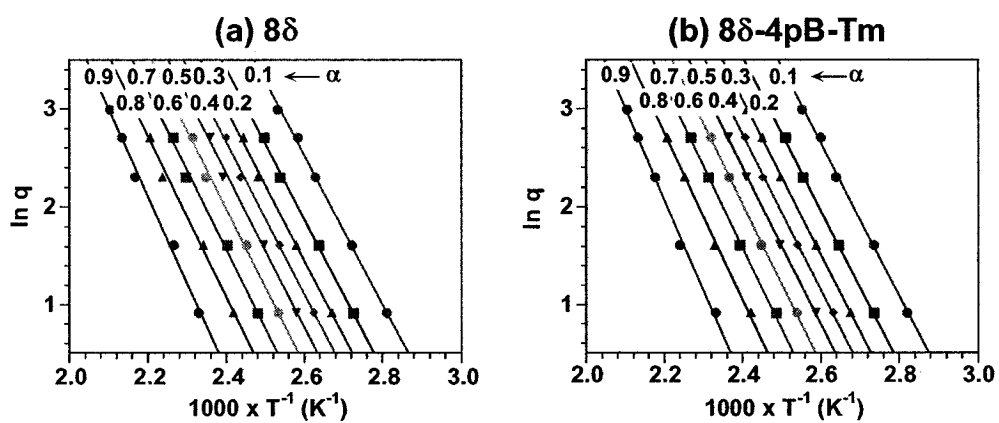 (a) 8δ
0.9 0.7 0.5 0.3 0.1 ← α
0.8 0.6 0.4 0.2
ln q
3
2
1
2.0 2.2 2.4 2.6 2.8 3.0
1000 x T⁻¹ (K⁻¹)
(b) 8δ-4pB-Tm
0.9 0.7 0.5 0.3 0.1 ← α
0.8 0.6 0.4 0.2
ln q
3
2
1
2.0 2.2 2.4 2.6 2.8 3.0
1000 x T⁻¹ (K⁻¹)